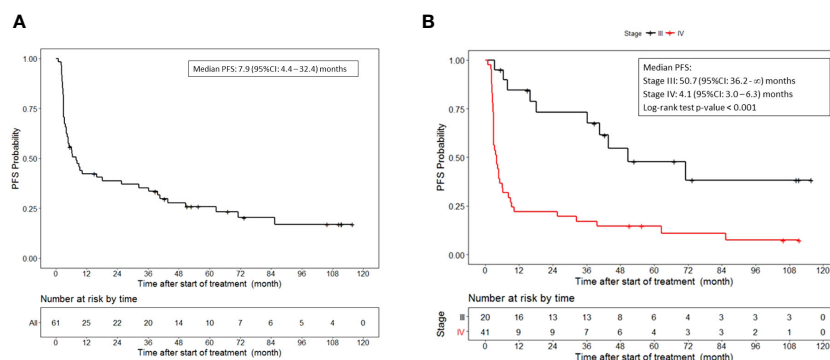 A
Median PFS: 7.9 (95%CI: 4.4 – 32.4) months
1.00
0.75
0.50
0.25
0.00
PFS Probability
0 12 24 36 48 60 72 84 96 108 120
Time after start of treatment (month)
Number at risk by time
All 61 25 22 20 14 10 7 6 5 4 0
0 12 24 36 48 60 72 84 96 108 120
Time after start of treatment (month)
B
Stage III IV
Median PFS:
Stage III: 50.7 (95%CI: 36.2 - ∞) months
Stage IV: 4.1 (95%CI: 3.0 – 6.3) months
Log-rank test p-value < 0.001
1.00
0.75
0.50
0.25
0.00
PFS Probability
0 12 24 36 48 60 72 84 96 108 120
Time after start of treatment (month)
Number at risk by time
Stage
III 20 16 13 13 8 6 4 3 3 3 0
IV 41 9 9 7 6 4 3 3 2 1 0
0 12 24 36 48 60 72 84 96 108 120
Time after start of treatment (month)